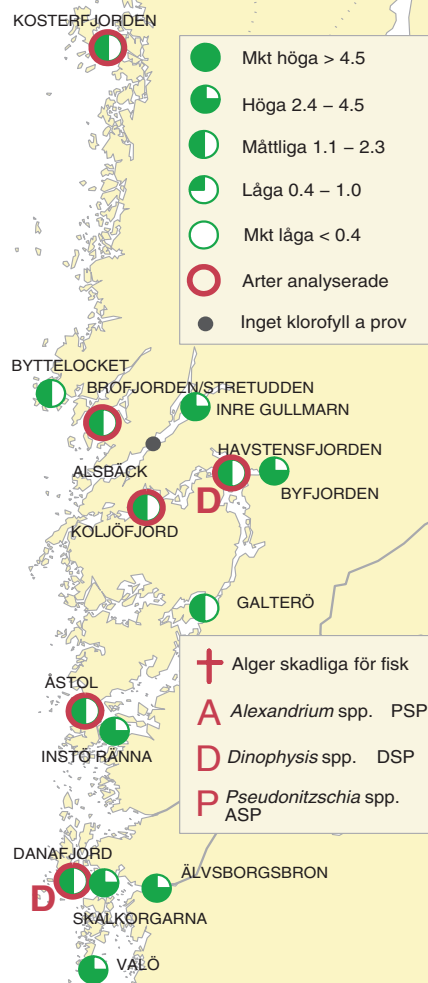 KOSTERFJORDEN
Mkt höga > 4.5
Höga 2.4 – 4.5
Måttliga 1.1 – 2.3
Låga 0.4 – 1.0
Mkt låga < 0.4
Arter analyserade
Inget klorofyll a prov
BYTTELOCKET
BROFJORDEN/STRETUDDEN
INRE GULLMARN
ALSBÄCK
HAVSTENSFJORDEN
D
BYFJORDEN
KOLJÖFJORD
GALTERÖ
Alger skadliga för fisk
A Alexandrium spp. PSP
D Dinophysis spp. DSP
P Pseudonitzschia spp.
ASP
ÅSTOL
INSTÖ RÄNNA
DANAFJORD
D
ÄLVSBORGSBRON
SKALKORGARNA
VALÖ